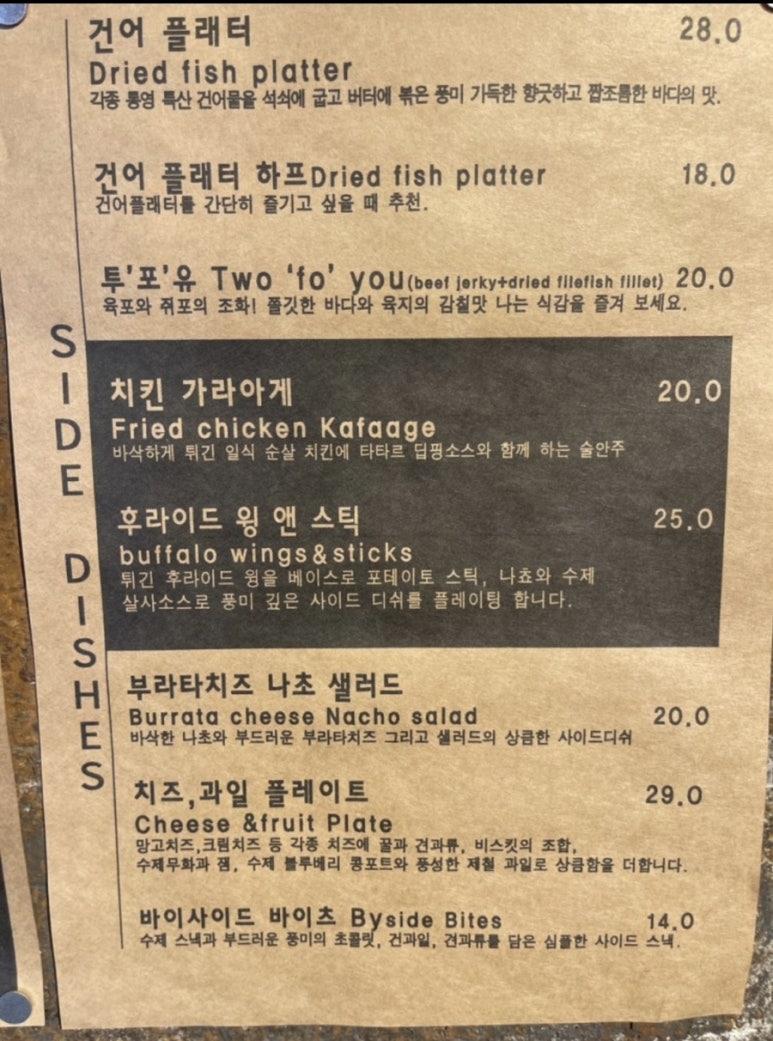 건어 플래터 28.0
Dried fish platter
각종 통영 특산 건어물을 석쇠에 굽고 버터에 볶은 풍미 가득한 향긋하고 짭조름한 바다의 맛.
건어 플래터 하프Dried fish platter 18.0
건어플래터를 간단히 즐기고 싶을 때 추천.
투'포'유 Two 'fo' you(beef jerky+dried filefish fillet) 20.0
육포와 쥐포의 조화! 쫄깃한 바다와 육지의 감칠맛 나는 식감을 즐겨 보세요.
SIDE DISHES
치킨 가라아게 20.0
Fried chicken Kafaage
바삭하게 튀긴 일식 순살 치킨에 타타르 딥핑소스와 함께 하는 술안주
후라이드 윙 앤 스틱 25.0
buffalo wings&sticks
튀긴 후라이드 윙을 베이스로 포테이토 스틱, 나쵸와 수제
살사소스로 풍미 깊은 사이드 디쉬를 플레이팅 합니다.
부라타치즈 나초 샐러드
Burrata cheese Nacho salad 20.0
바삭한 나초와 부드러운 부라타치즈 그리고 샐러드의 상큼한 사이드디쉬
치즈,과일 플레이트 29.0
Cheese &fruit Plate
망고치즈,크림치즈 등 각종 치즈에 꿀과 견과류, 비스킷의 조합,
수제무화과 잼, 수제 블루베리 콩포트와 풍성한 제철 과일로 상큼함을 더합니다.
바이사이드 바이츠 Byside Bites 14.0
수제 스낵과 부드러운 풍미의 초콜릿, 건과일, 견과류를 담은 심플한 사이드 스낵.